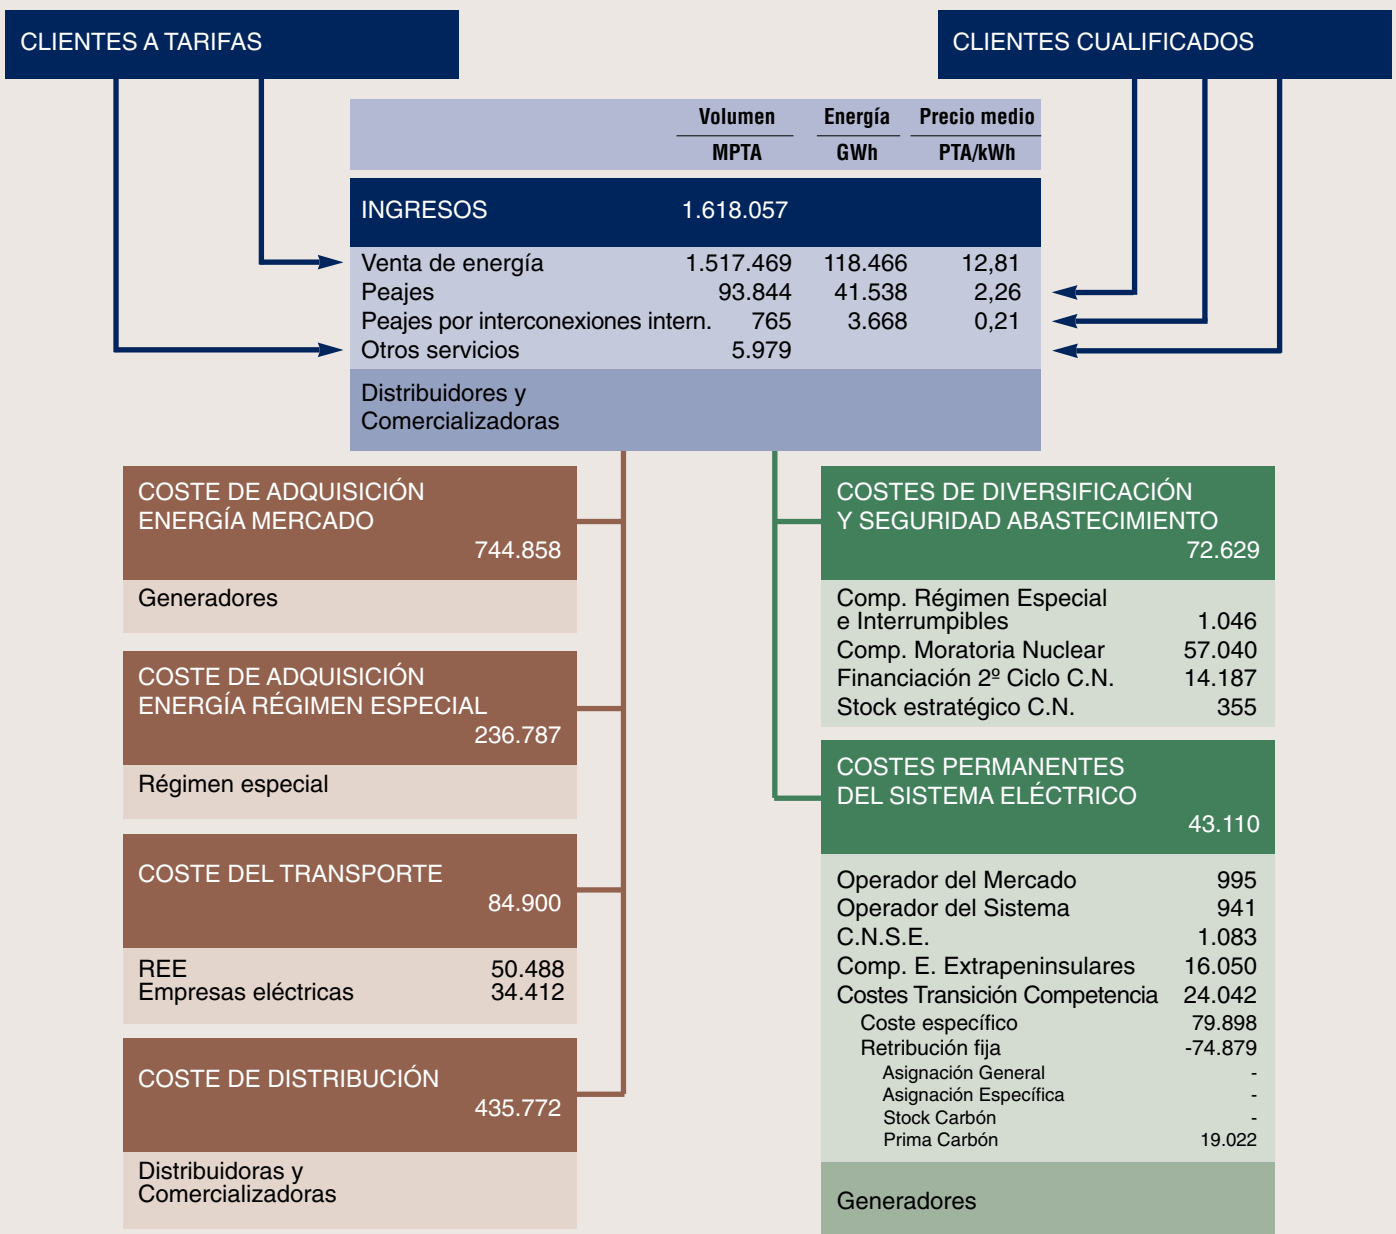 CLIENTES A TARIFAS
CLIENTES CUALIFICADOS
Volumen Energía Precio medio
MPTA GWh PTA/kWh
INGRESOS 1.618.057
Venta de energía 1.517.469 118.466 12,81
Peajes 93.844 41.538 2,26
Peajes por interconexiones intern. 765 3.668 0,21
Otros servicios 5.979
Distribuidores y
Comercializadoras
COSTE DE ADQUISICIÓN
ENERGÍA MERCADO
744.858
Generadores
COSTE DE ADQUISICIÓN
ENERGÍA RÉGIMEN ESPECIAL
236.787
Régimen especial
COSTE DEL TRANSPORTE
84.900
REE 50.488
Empresas eléctricas 34.412
COSTE DE DISTRIBUCIÓN
435.772
Distribuidoras y
Comercializadoras
COSTES DE DIVERSIFICACIÓN
Y SEGURIDAD ABASTECIMIENTO
72.629
Comp. Régimen Especial
e Interrumpibles 1.046
Comp. Moratoria Nuclear 57.040
Financiación 2º Ciclo C.N. 14.187
Stock estratégico C.N. 355
COSTES PERMANENTES
DEL SISTEMA ELÉCTRICO
43.110
Operador del Mercado 995
Operador del Sistema 941
C.N.S.E. 1.083
Comp. E. Extrapeninsulares 16.050
Costes Transición Competencia 24.042
Coste específico 79.898
Retribución fija -74.879
Asignación General -
Asignación Específica -
Stock Carbón -
Prima Carbón 19.022
Generadores